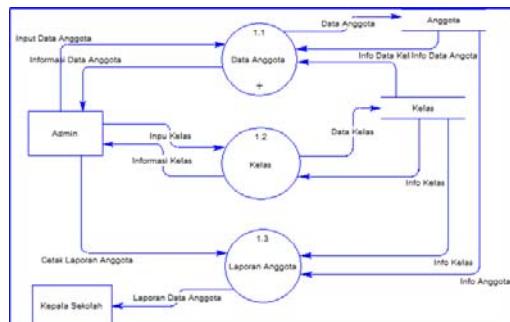 Data Anggota
Anggota
Input Data Anggota
1.1
Informasi Data Anggota
Data Anggota
Info Data Kel
Info Data Angota
+
Kelas
Admin
Inpu Kelas
1.2
Data Kelas
Informasi Kelas
Kelas
Info Kelas
1.3
Cetak Laporan Anggota
Laporan Anggota
Info Kelas
Info Anggota
Kepala Sekolah
Laporan Data Anggota